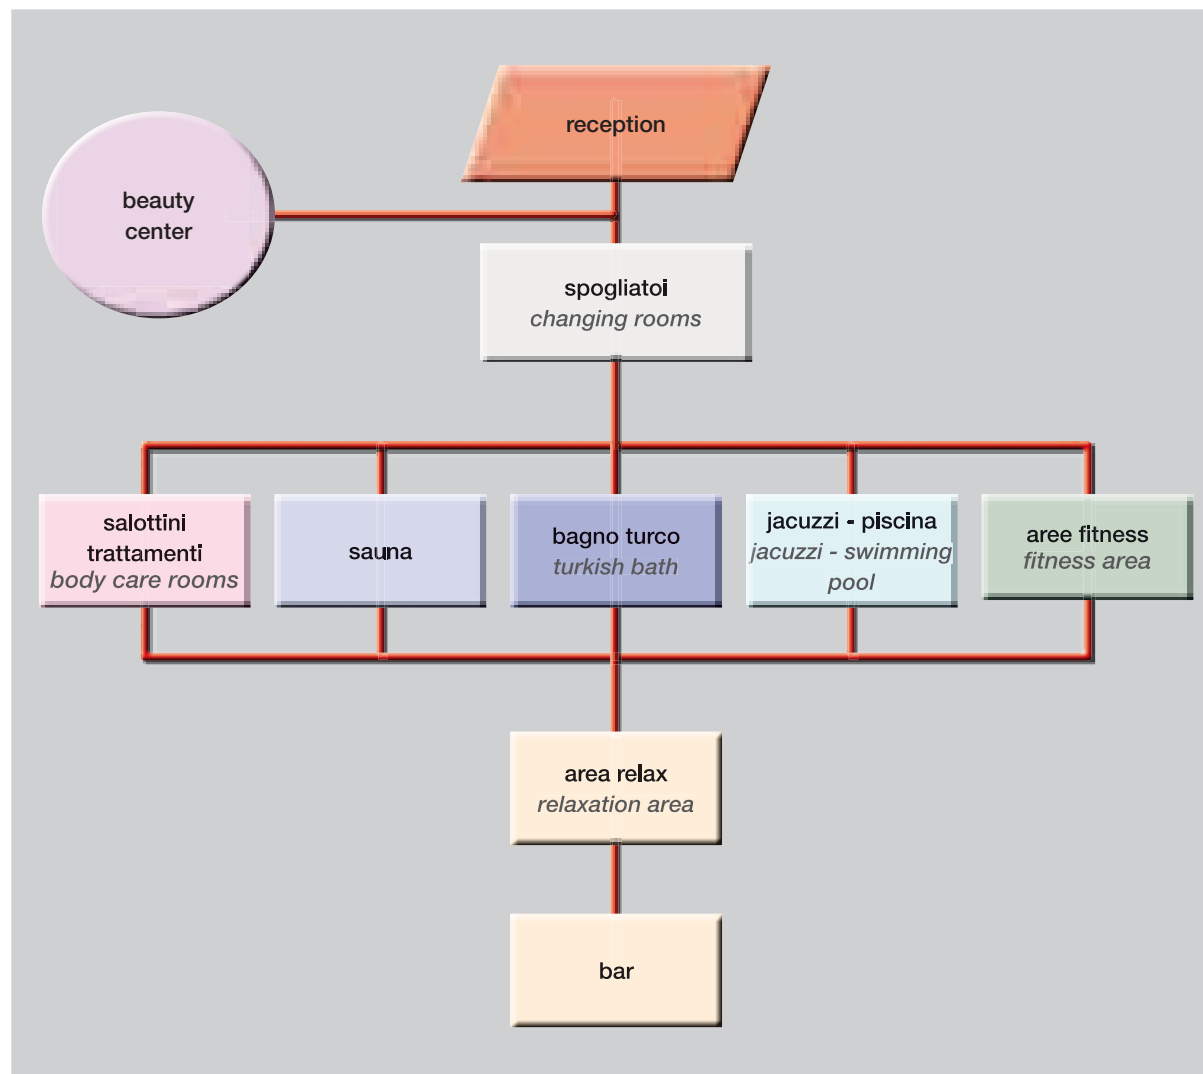 reception
beauty
center
spogliatoi
changing rooms
salottini
trattamenti
body care rooms
sauna
bagno turco
turkish bath
jacuzzi - piscina
jacuzzi - swimming
pool
aree fitness
fitness area
area relax
relaxation area
bar